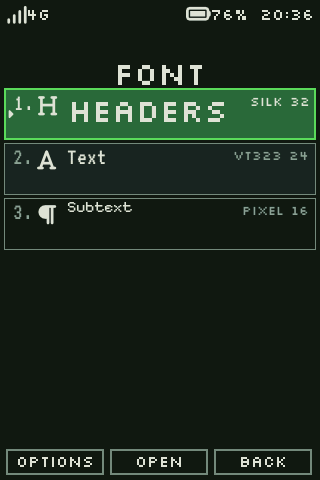 4G 76% 20:36
FONT
1. H HEADERS SILK 32
2. A Text VT323 24
3. ¶ Subtext PIXEL 16
OPTIONS OPEN BACK